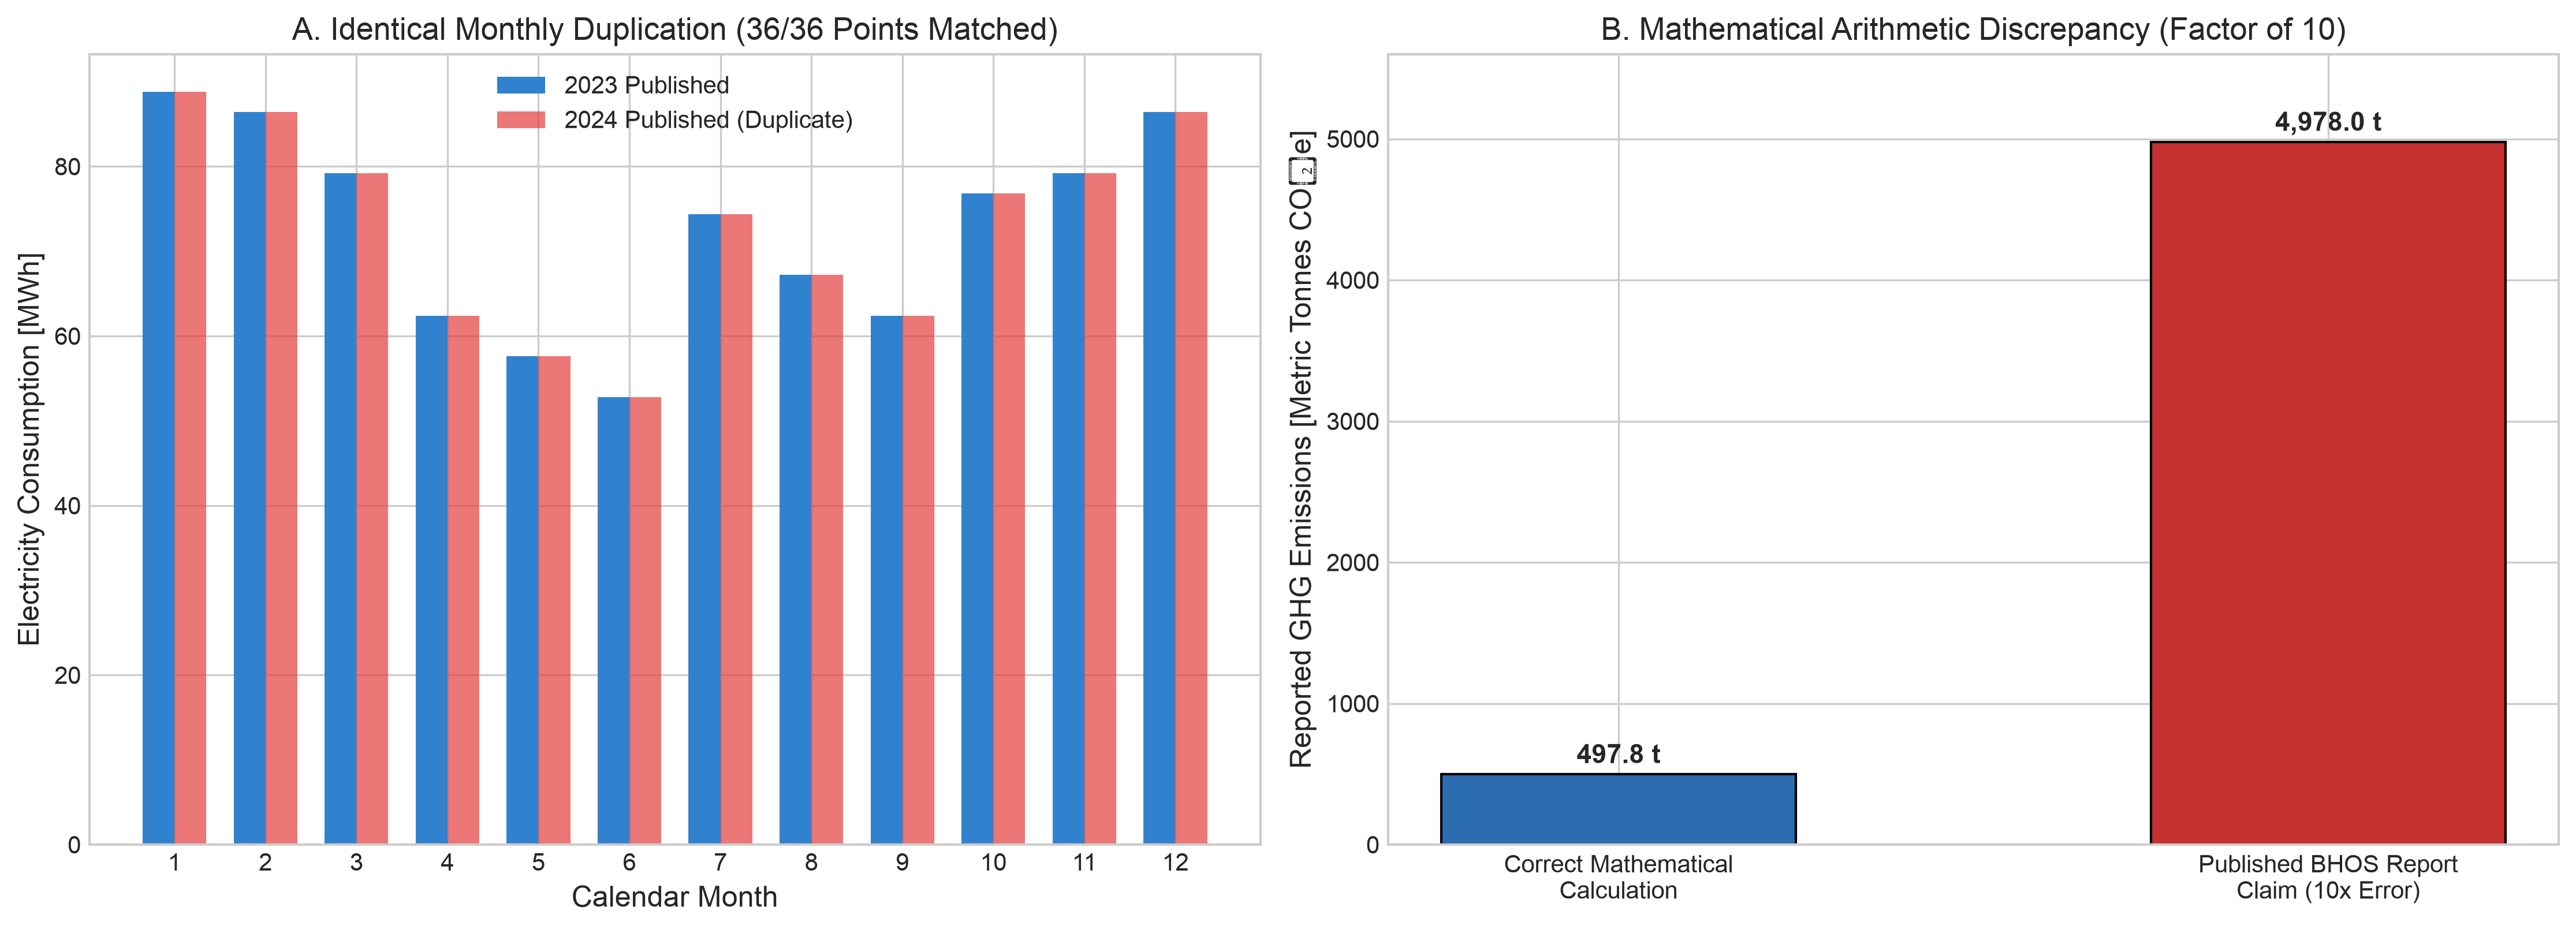 A. Identical Monthly Duplication (36/36 Points Matched)
2023 Published
2024 Published (Duplicate)
Electricity Consumption [MWh]
80
60
40
20
0
1 2 3 4 5 6 7 8 9 10 11 12
Calendar Month
B. Mathematical Arithmetic Discrepancy (Factor of 10)
Reported GHG Emissions [Metric Tonnes CO₂e]
5000
4000
3000
2000
1000
0
497.8 t
4,978.0 t
Correct Mathematical
Calculation
Published BHOS Report
Claim (10x Error)